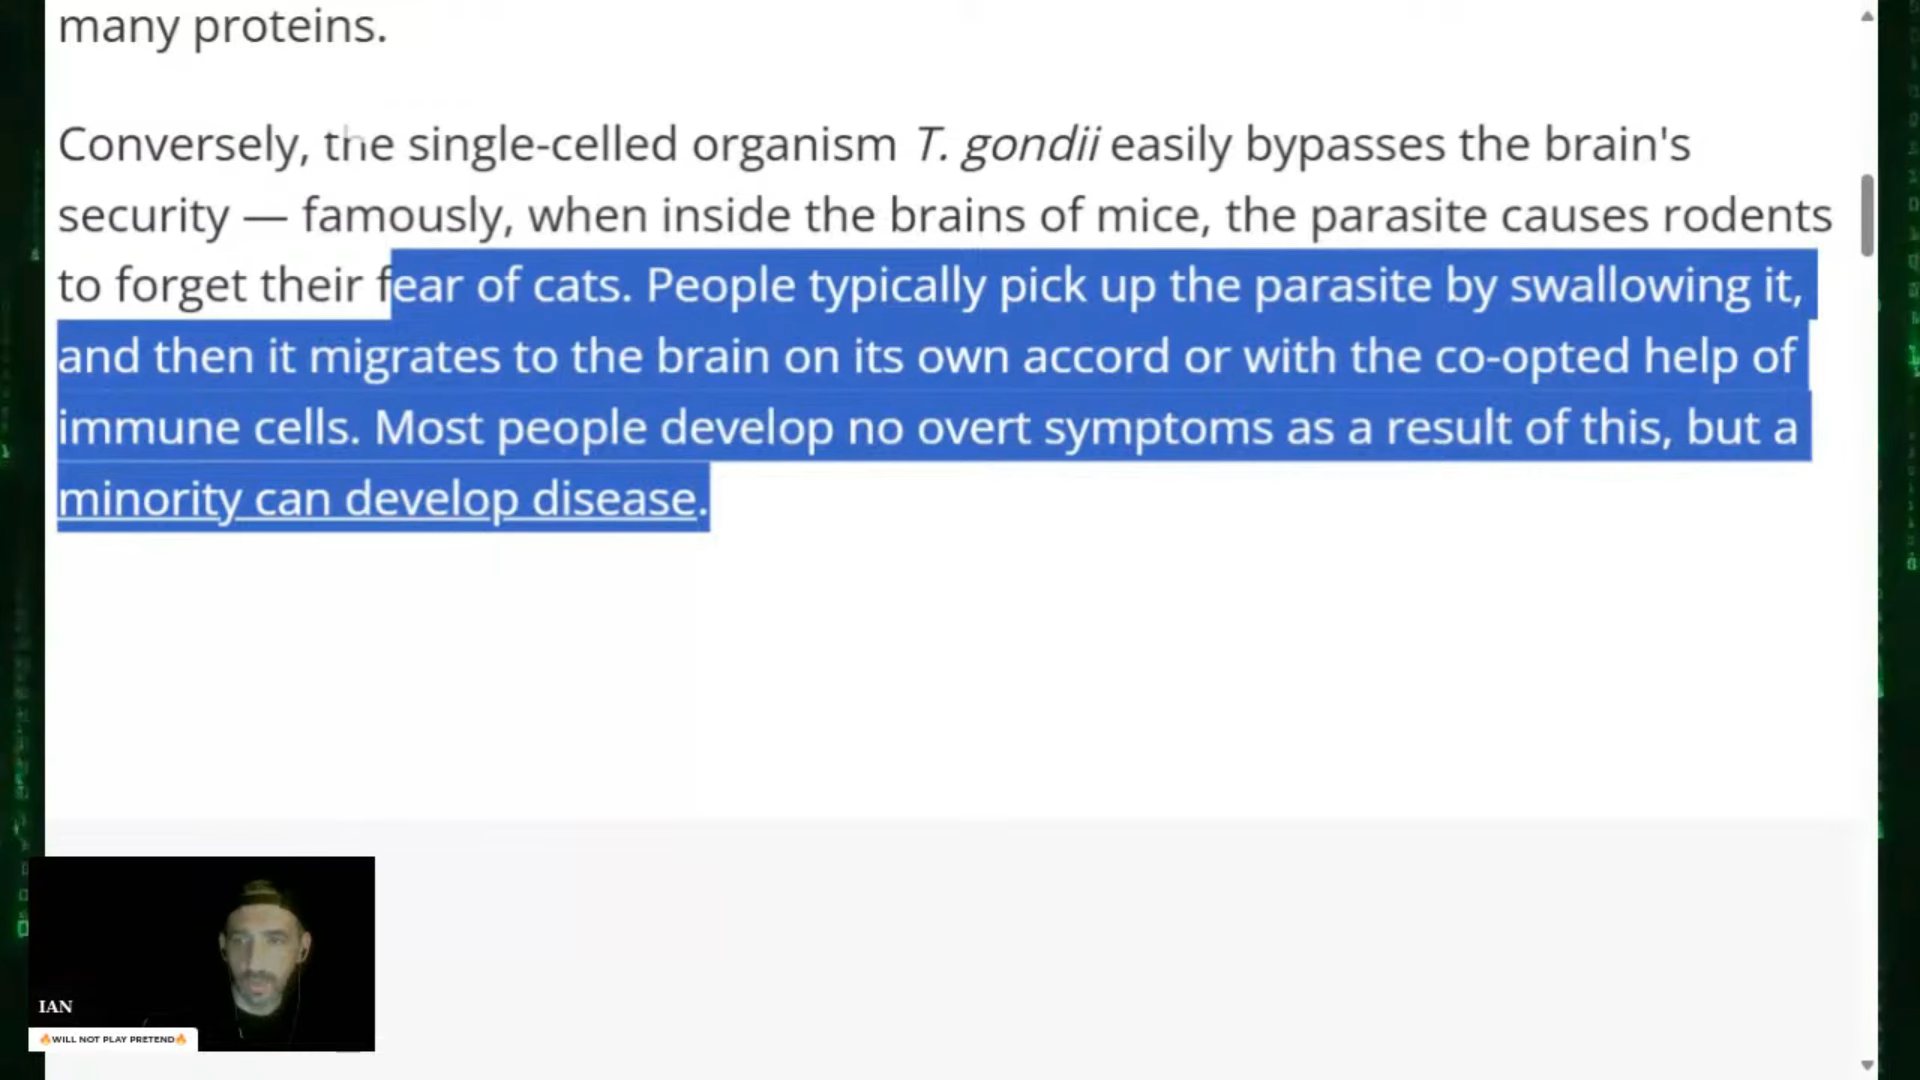 many proteins.
Conversely, the single-celled organism T. gondii easily bypasses the brain's
security — famously, when inside the brains of mice, the parasite causes rodents
to forget their fear of cats. People typically pick up the parasite by swallowing it,
and then it migrates to the brain on its own accord or with the co-opted help of
immune cells. Most people develop no overt symptoms as a result of this, but a
minority can develop disease.
IAN
🔥WILL NOT PLAY PRETEND🔥